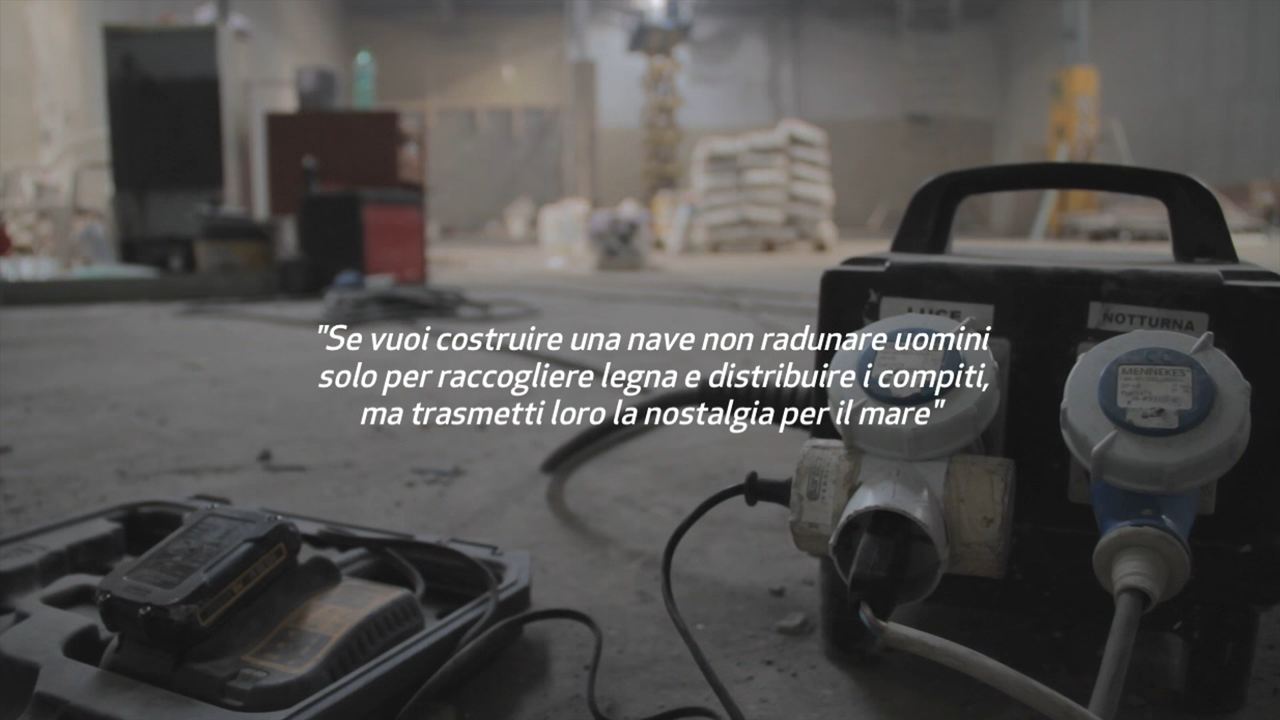 LUCE
NOTTURNA
"Se vuoi costruire una nave non radunare uomini
solo per raccogliere legna e distribuire i compiti,
ma trasmetti loro la nostalgia per il mare"
MENNEKES